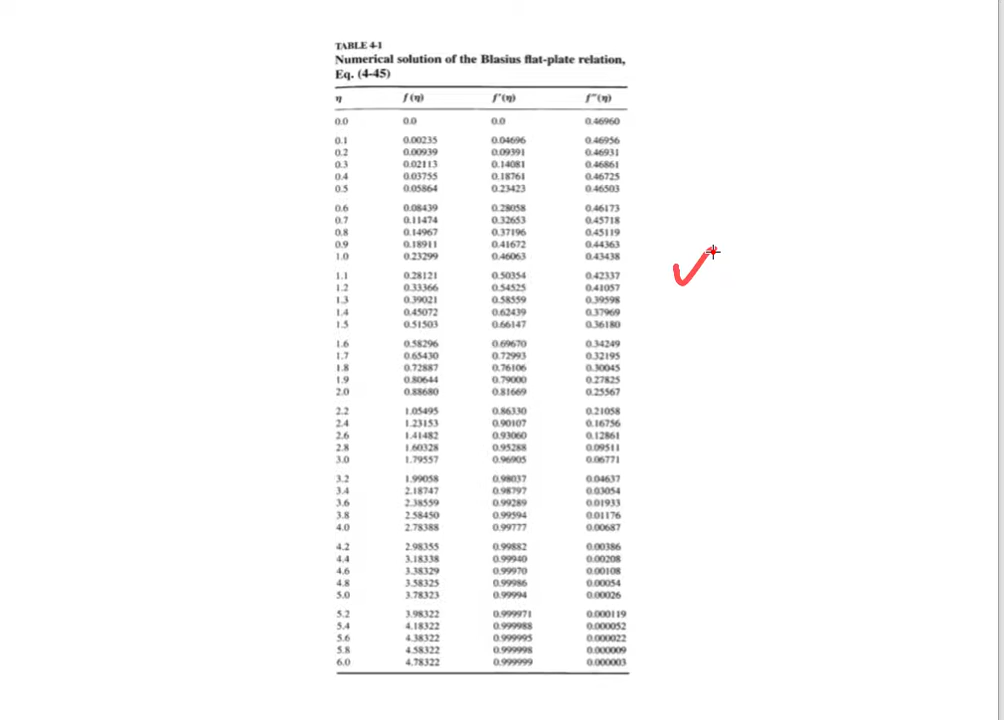 TABLE 4-1
Numerical solution of the Blasius flat-plate relation,
Eq. (4-45)
η f(η) f'(η) f''(η)
0.0 0.0 0.0 0.46960
0.1 0.00235 0.04696 0.46956
0.2 0.00939 0.09391 0.46931
0.3 0.02113 0.14081 0.46861
0.4 0.03755 0.18761 0.46725
0.5 0.05864 0.23423 0.46503
0.6 0.08439 0.28058 0.46173
0.7 0.11474 0.32653 0.45718
0.8 0.14967 0.37196 0.45119
0.9 0.18911 0.41672 0.44363
1.0 0.23299 0.46063 0.43438
1.1 0.28121 0.50354 0.42337
1.2 0.33366 0.54525 0.41057
1.3 0.39021 0.58559 0.39598
1.4 0.45072 0.62439 0.37969
1.5 0.51503 0.66147 0.36180
1.6 0.58296 0.69670 0.34249
1.7 0.65430 0.72993 0.32195
1.8 0.72887 0.76106 0.30045
1.9 0.80644 0.79000 0.27825
2.0 0.88680 0.81669 0.25567
2.2 1.05495 0.86330 0.21058
2.4 1.23153 0.90107 0.16756
2.6 1.41482 0.93060 0.12861
2.8 1.60328 0.95288 0.09511
3.0 1.79557 0.96905 0.06771
3.2 1.99058 0.98037 0.04637
3.4 2.18747 0.98797 0.03054
3.6 2.38559 0.99289 0.01933
3.8 2.58450 0.99594 0.01176
4.0 2.78388 0.99777 0.00687
4.2 2.98355 0.99882 0.00386
4.4 3.18338 0.99940 0.00208
4.6 3.38329 0.99970 0.00108
4.8 3.58325 0.99986 0.00054
5.0 3.78323 0.99994 0.00026
5.2 3.98322 0.999971 0.000119
5.4 4.18322 0.999988 0.000052
5.6 4.38322 0.999995 0.000022
5.8 4.58322 0.999998 0.000009
6.0 4.78322 0.999999 0.000003